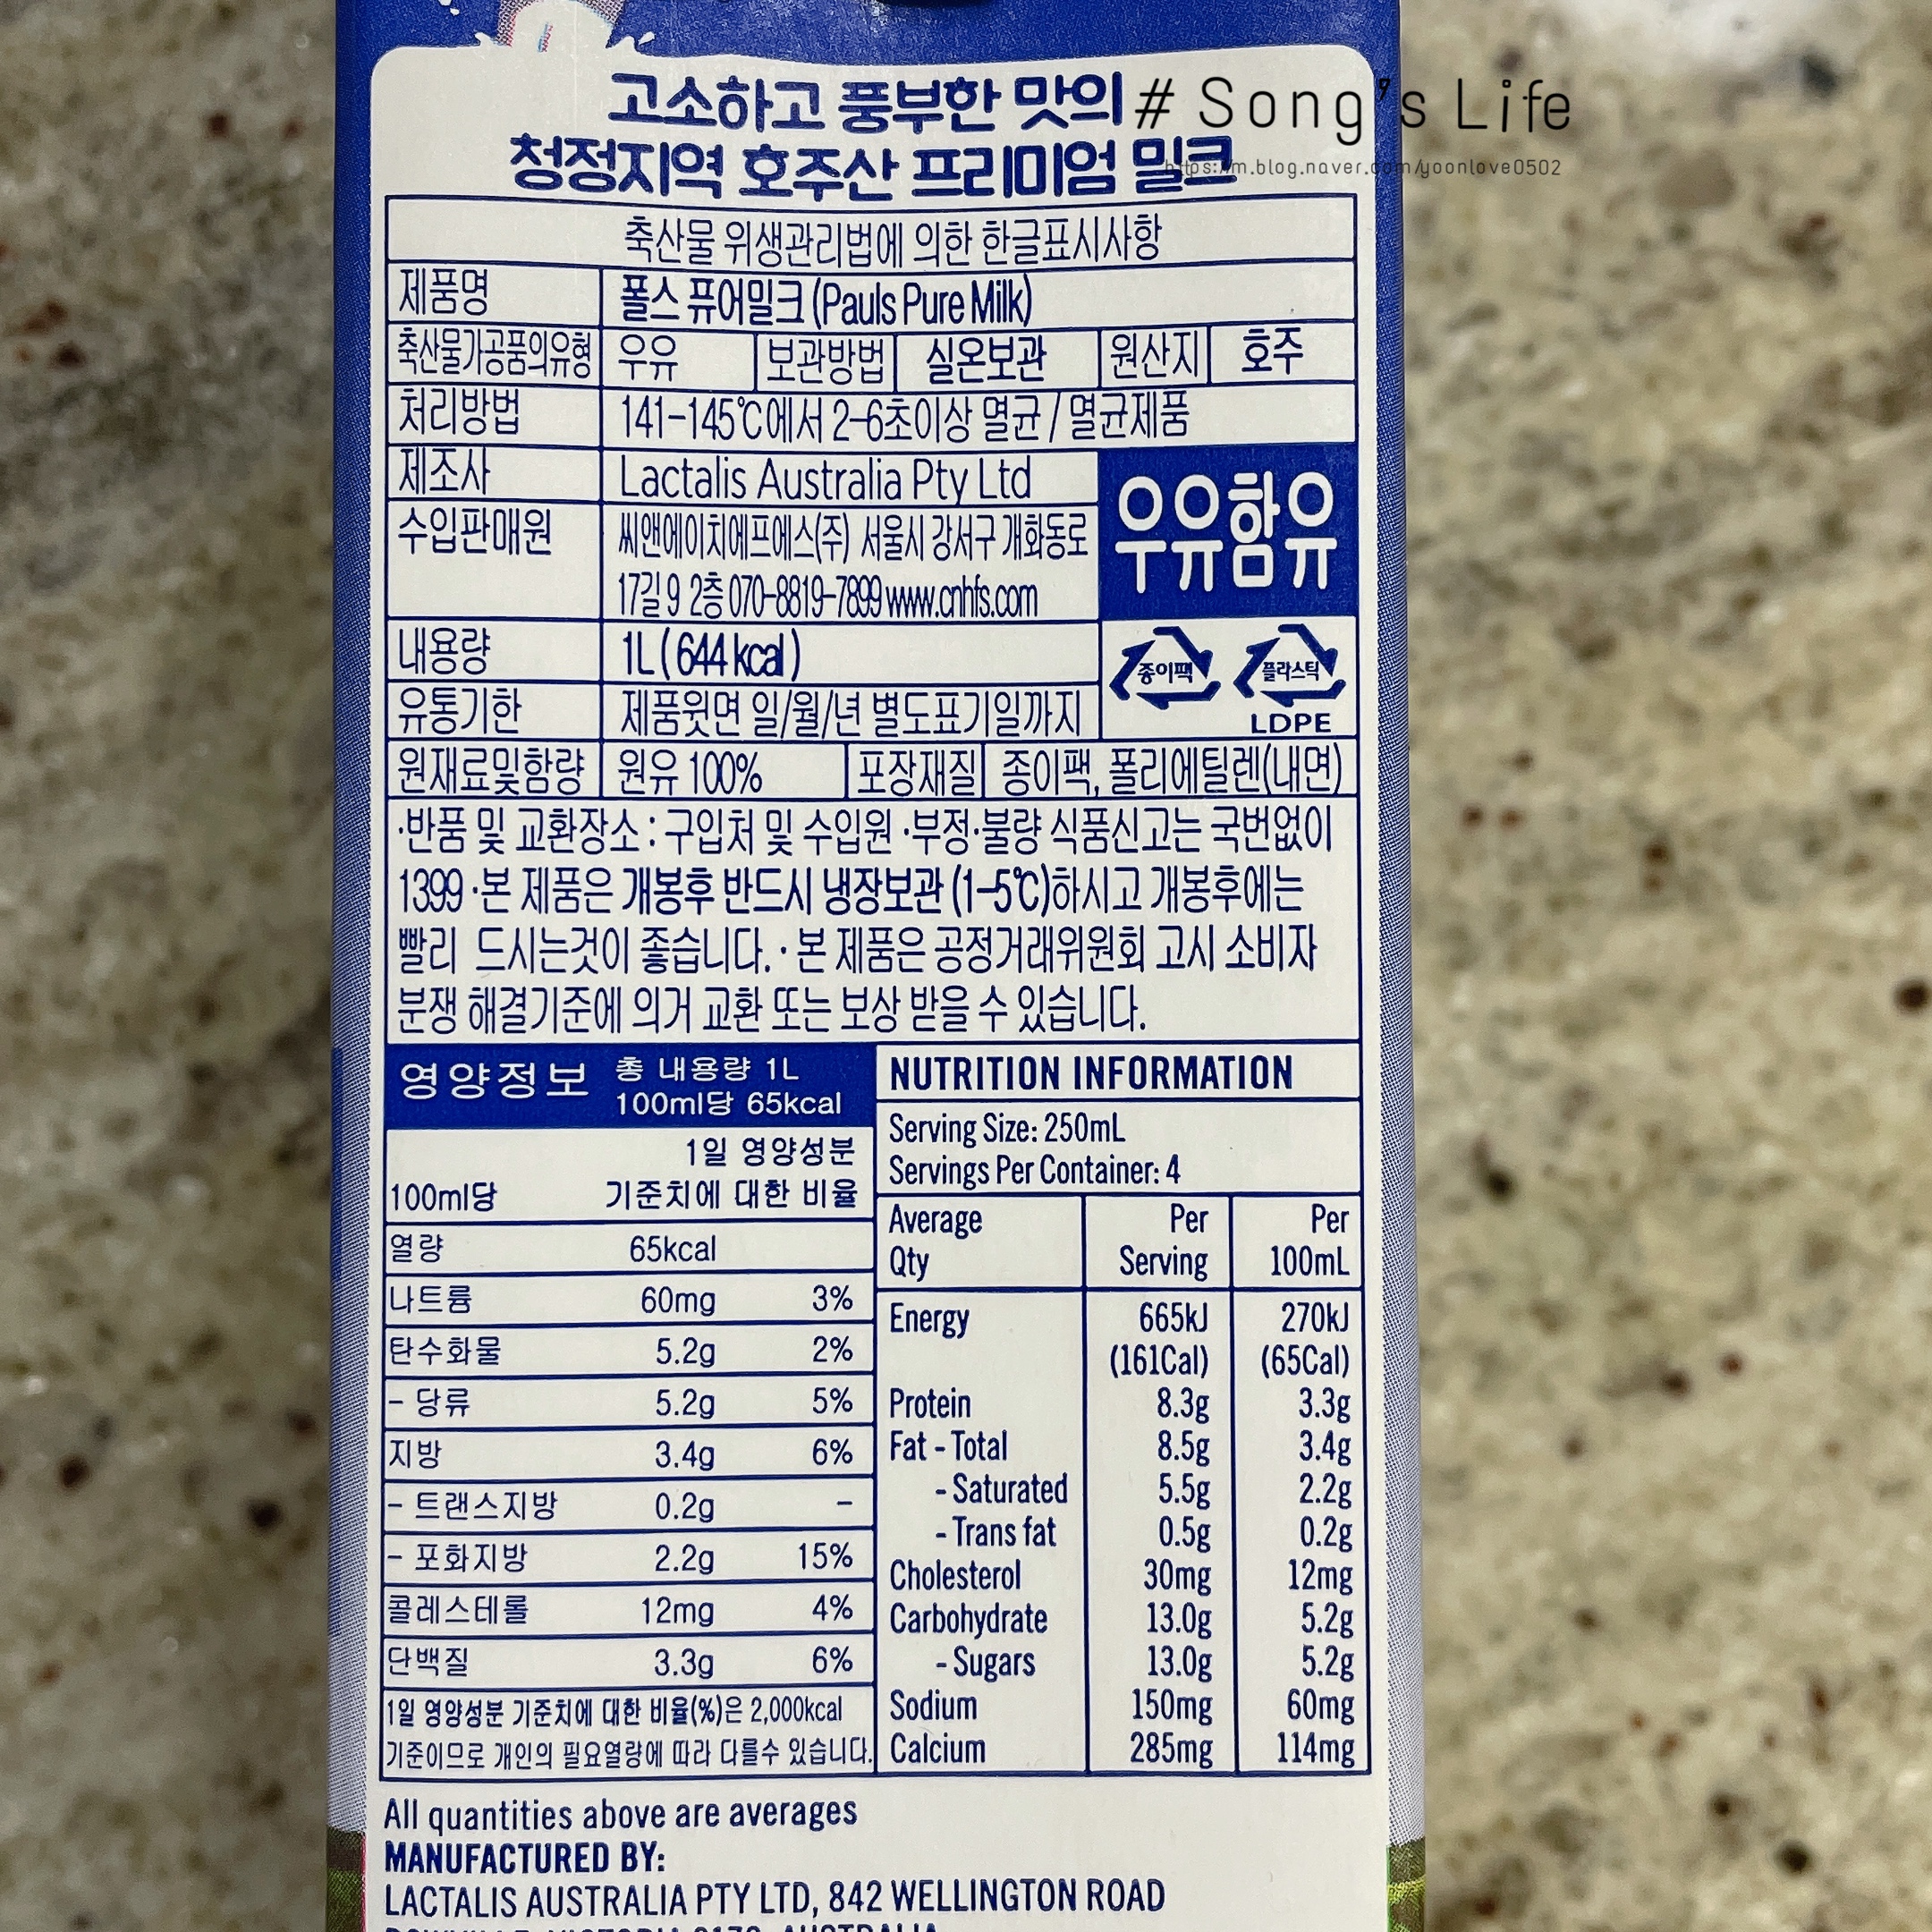 고소하고 풍부한 맛의
# Song's Life
청정지역 호주산 프리미엄 밀크
https://m.blog.naver.com/yoonlove0502
축산물 위생관리법에 의한 한글표시사항
제품명 폴스 퓨어밀크 (Pauls Pure Milk)
축산물가공품의유형 우유 보관방법 실온보관 원산지 호주
처리방법 141-145℃에서 2-6초이상 멸균 / 멸균제품
제조사 Lactalis Australia Pty Ltd
우유함유
수입판매원 씨앤에이치에프에스(주) 서울시 강서구 개화동로
17길 9 2층 070-8819-7899 www.cnhfs.com
내용량 1L ( 644 kcal )
종이팩 플라스틱
LDPE
유통기한 제품윗면 일/월/년 별도표기일까지
원재료및함량 원유 100% 포장재질 종이팩, 폴리에틸렌(내면)
·반품 및 교환장소 : 구입처 및 수입원 ·부정·불량 식품신고는 국번없이
1399 ·본 제품은 개봉후 반드시 냉장보관 (1-5℃)하시고 개봉후에는
빨리 드시는것이 좋습니다. · 본 제품은 공정거래위원회 고시 소비자
분쟁 해결기준에 의거 교환 또는 보상 받을 수 있습니다.
영양정보 총 내용량 1L
100ml당 65kcal
1일 영양성분
100ml당 기준치에 대한 비율
열량 65kcal
나트륨 60mg 3%
탄수화물 5.2g 2%
- 당류 5.2g 5%
지방 3.4g 6%
- 트랜스지방 0.2g -
- 포화지방 2.2g 15%
콜레스테롤 12mg 4%
단백질 3.3g 6%
1일 영양성분 기준치에 대한 비율(%)은 2,000kcal
기준이므로 개인의 필요열량에 따라 다를수 있습니다.
NUTRITION INFORMATION
Serving Size: 250mL
Servings Per Container: 4
Average Per Per
Qty Serving 100mL
Energy 665kJ 270kJ
(161Cal) (65Cal)
Protein 8.3g 3.3g
Fat - Total 8.5g 3.4g
- Saturated 5.5g 2.2g
- Trans fat 0.5g 0.2g
Cholesterol 30mg 12mg
Carbohydrate 13.0g 5.2g
- Sugars 13.0g 5.2g
Sodium 150mg 60mg
Calcium 285mg 114mg
All quantities above are averages
MANUFACTURED BY:
LACTALIS AUSTRALIA PTY LTD, 842 WELLINGTON ROAD